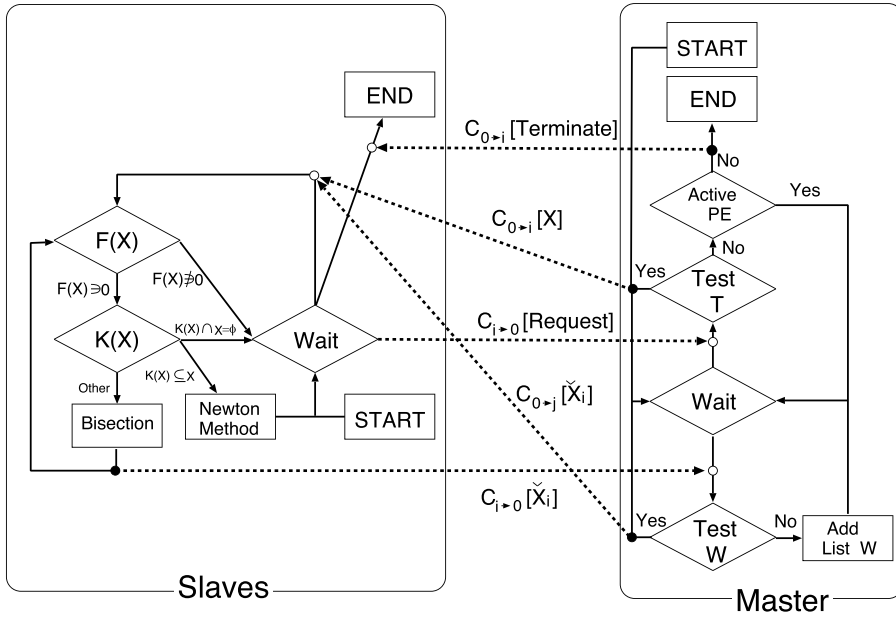 START
END
END
C₀→ᵢ [Terminate]
No
Active
PE
Yes
C₀→ᵢ [X]
F(X)
No
Yes
Test
T
F(X)∌0
F(X)∋0
Cᵢ→₀ [Request]
K(X)
K(X)∩X=ϕ
Wait
K(X)⊆X
Other
C₀→ⱼ [X̌ᵢ]
Wait
Bisection
Newton
Method
START
Cᵢ→₀ [X̌ᵢ]
Yes
Test
W
No
Add
List W
Slaves
Master